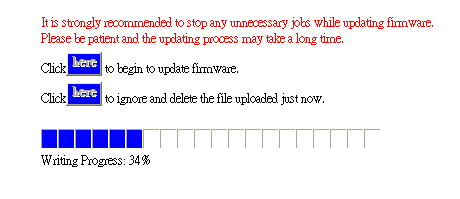 It is strongly recommended to stop any unnecessary jobs while updating firmware.
Please be patient and the updating process may take a long time.
Click here to begin to update firmware.
Click here to ignore and delete the file uploaded just now.
Writing Progress: 34%